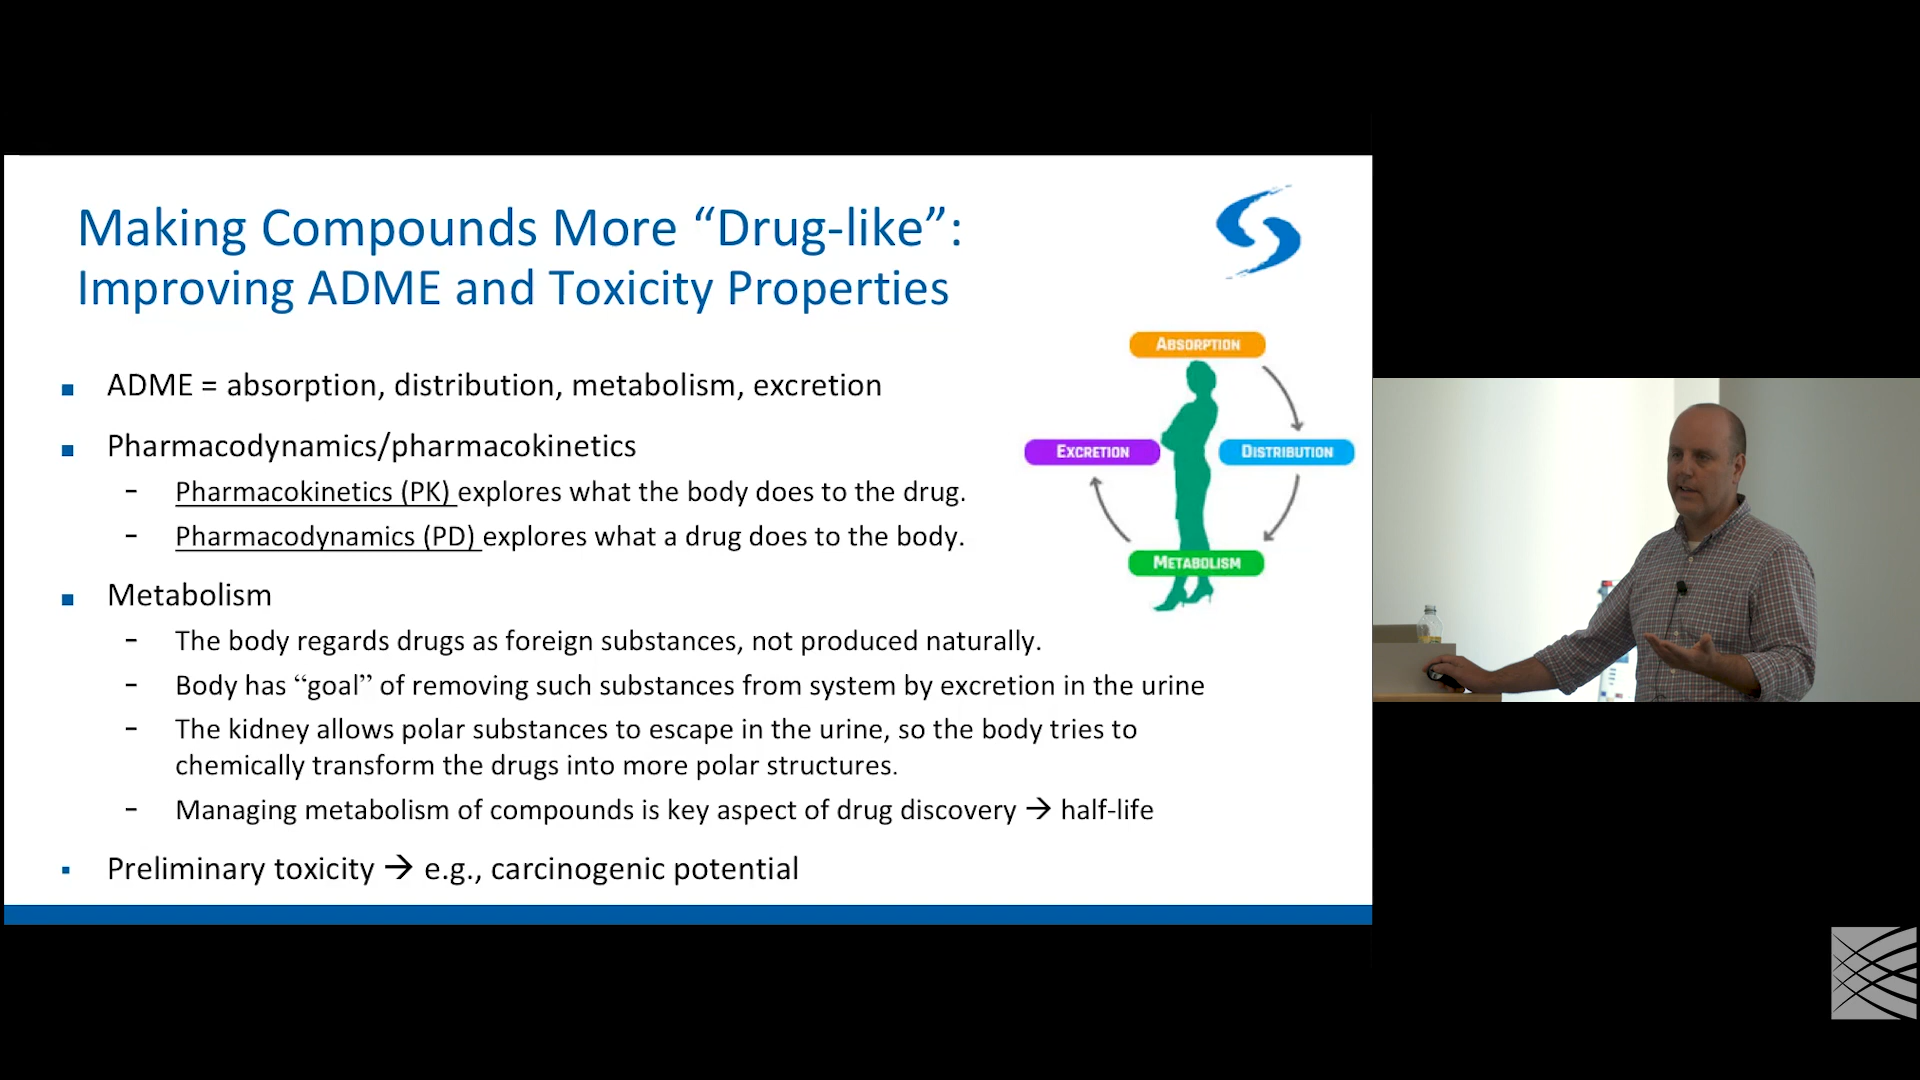 Making Compounds More “Drug-like”:
Improving ADME and Toxicity Properties
ADME = absorption, distribution, metabolism, excretion
Pharmacodynamics/pharmacokinetics
- Pharmacokinetics (PK) explores what the body does to the drug.
- Pharmacodynamics (PD) explores what a drug does to the body.
Metabolism
- The body regards drugs as foreign substances, not produced naturally.
- Body has “goal” of removing such substances from system by excretion in the urine
- The kidney allows polar substances to escape in the urine, so the body tries to
chemically transform the drugs into more polar structures.
- Managing metabolism of compounds is key aspect of drug discovery → half-life
Preliminary toxicity → e.g., carcinogenic potential
ABSORPTION
EXCRETION
DISTRIBUTION
METABOLISM